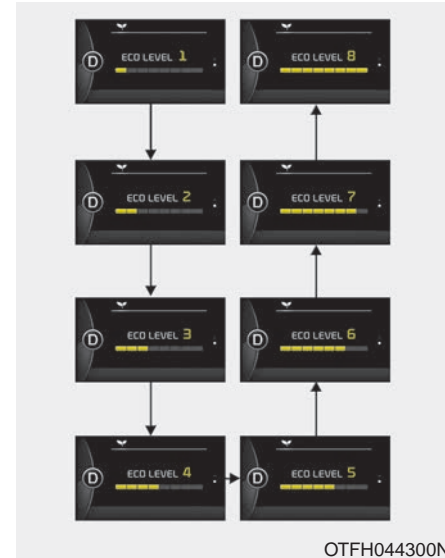 D ECO LEVEL 1
D ECO LEVEL 8
D ECO LEVEL 2
D ECO LEVEL 7
D ECO LEVEL 3
D ECO LEVEL 6
D ECO LEVEL 4
D ECO LEVEL 5
OTFH044300N